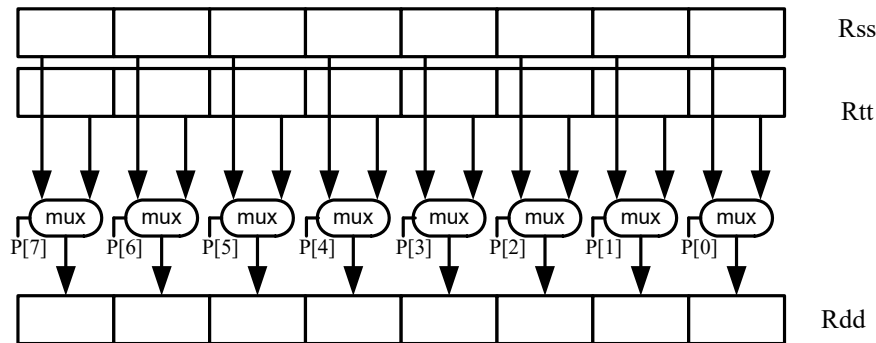 Rss
Rtt
mux mux mux mux mux mux mux mux
P[7] P[6] P[5] P[4] P[3] P[2] P[1] P[0]
Rdd